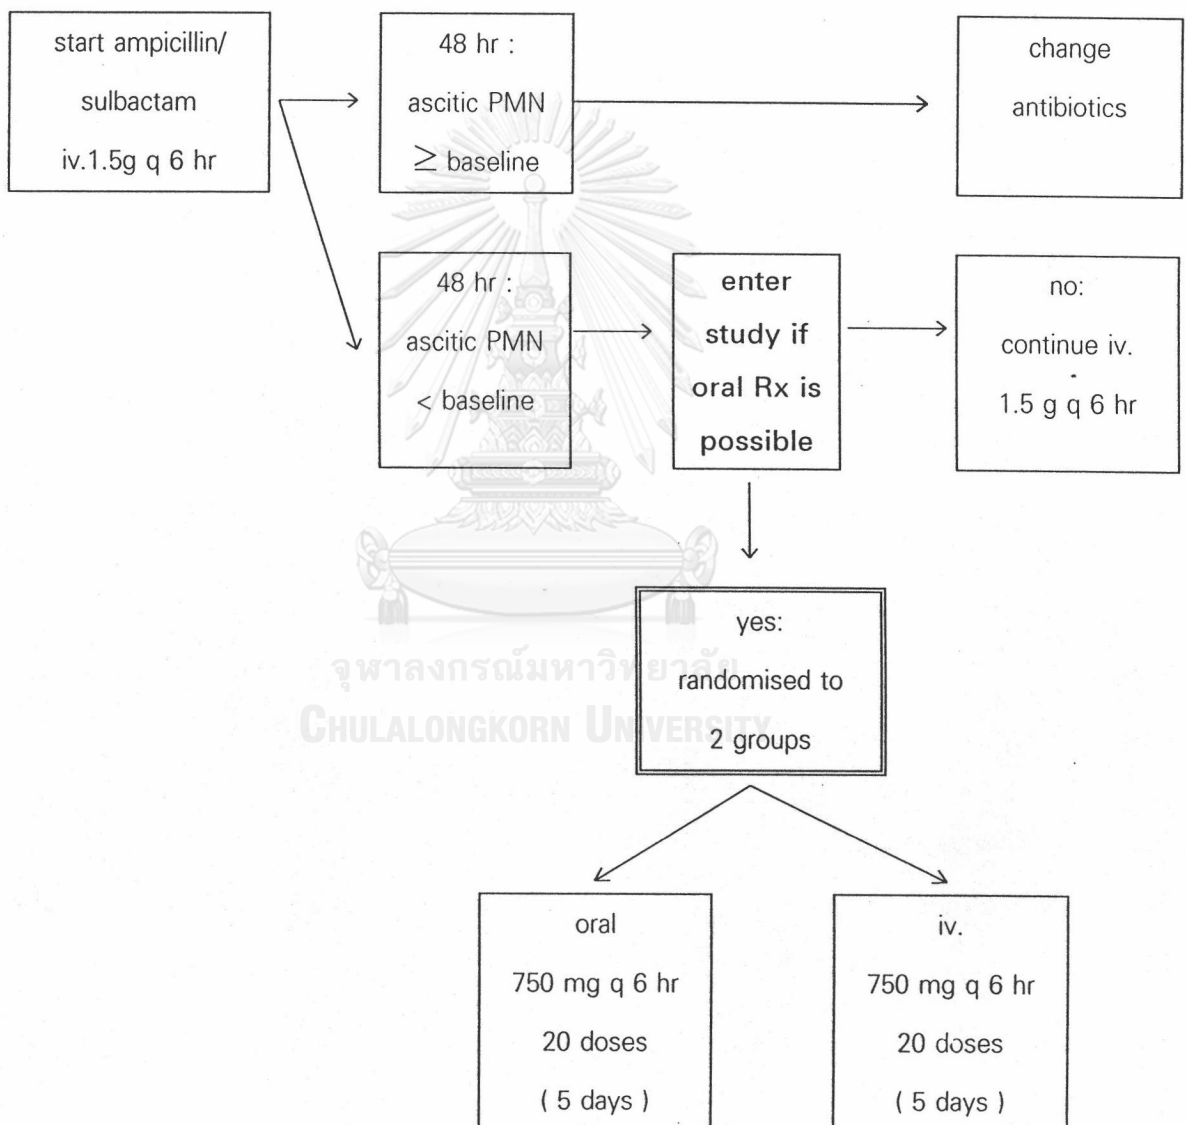 start ampicillin/
sulbactam
iv.1.5g q 6 hr
48 hr :
ascitic PMN
≥ baseline
change
antibiotics
48 hr :
ascitic PMN
< baseline
enter
study if
oral Rx is
possible
no:
continue iv.
1.5 g q 6 hr
yes:
randomised to
2 groups
จุฬาลงกรณ์มหาวิทยาลัย
CHULALONGKORN UNIVERSITY
oral
750 mg q 6 hr
20 doses
( 5 days )
iv.
750 mg q 6 hr
20 doses
( 5 days )